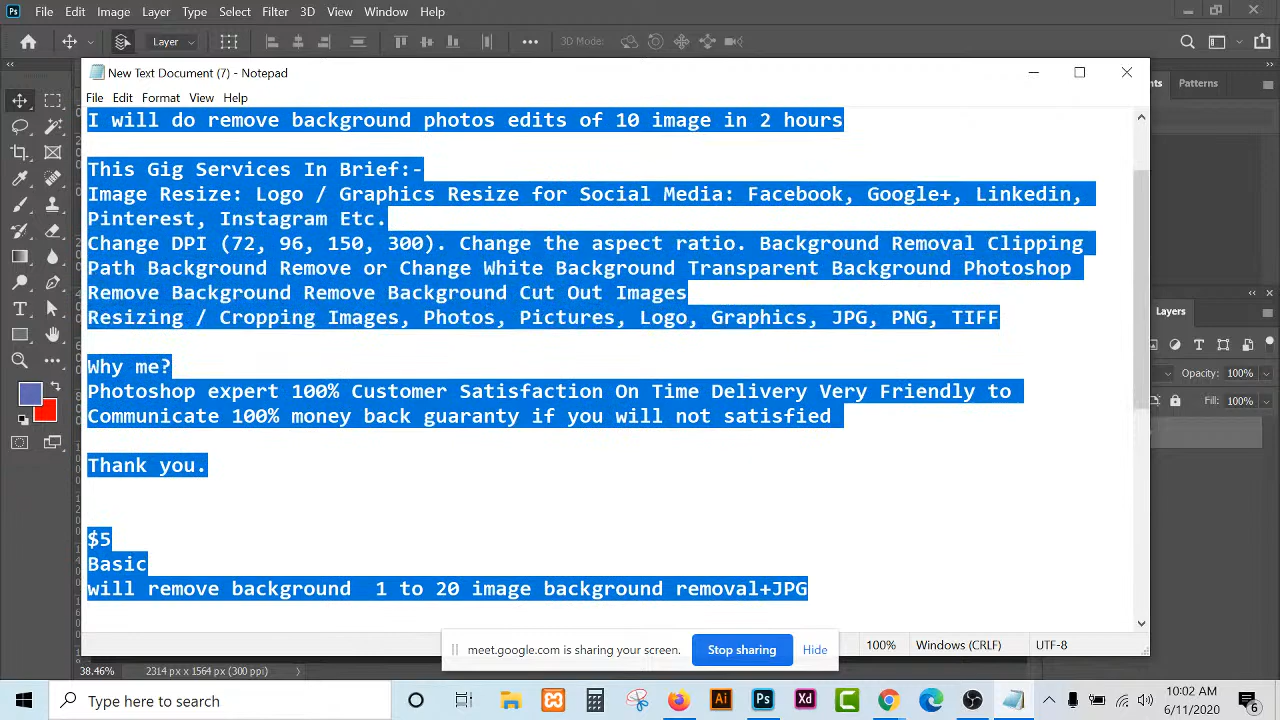 Ps File Edit Image Layer Type Select Filter 3D View Window Help
Layer 3D Mode:
New Text Document (7) - Notepad
Patterns
File Edit Format View Help
I will do remove background photos edits of 10 image in 2 hours
This Gig Services In Brief:-
Image Resize: Logo / Graphics Resize for Social Media: Facebook, Google+, Linkedin,
Pinterest, Instagram Etc.
Change DPI (72, 96, 150, 300). Change the aspect ratio. Background Removal Clipping
Path Background Remove or Change White Background Transparent Background Photoshop
Remove Background Remove Background Cut Out Images
Resizing / Cropping Images, Photos, Pictures, Logo, Graphics, JPG, PNG, TIFF
Layers
Why me?
Opacity: 100%
Photoshop expert 100% Customer Satisfaction On Time Delivery Very Friendly to
Fill: 100%
Communicate 100% money back guaranty if you will not satisfied
Thank you.
$5
Basic
will remove background  1 to 20 image background removal+JPG
100% Windows (CRLF) UTF-8
meet.google.com is sharing your screen. Stop sharing Hide
38.46% 2314 px x 1564 px (300 ppi)
Type here to search
Ai Ps Xd C
10:02 AM
6/11/2020
6